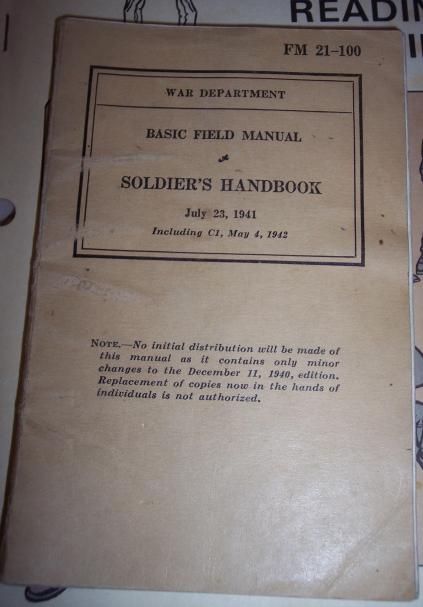 READIN
FM 21-100
WAR DEPARTMENT
BASIC FIELD MANUAL
SOLDIER'S HANDBOOK
July 23, 1941
Including C1, May 4, 1942
NOTE.—No initial distribution will be made of
this manual as it contains only minor
changes to the December 11, 1940, edition.
Replacement of copies now in the hands of
individuals is not authorized.